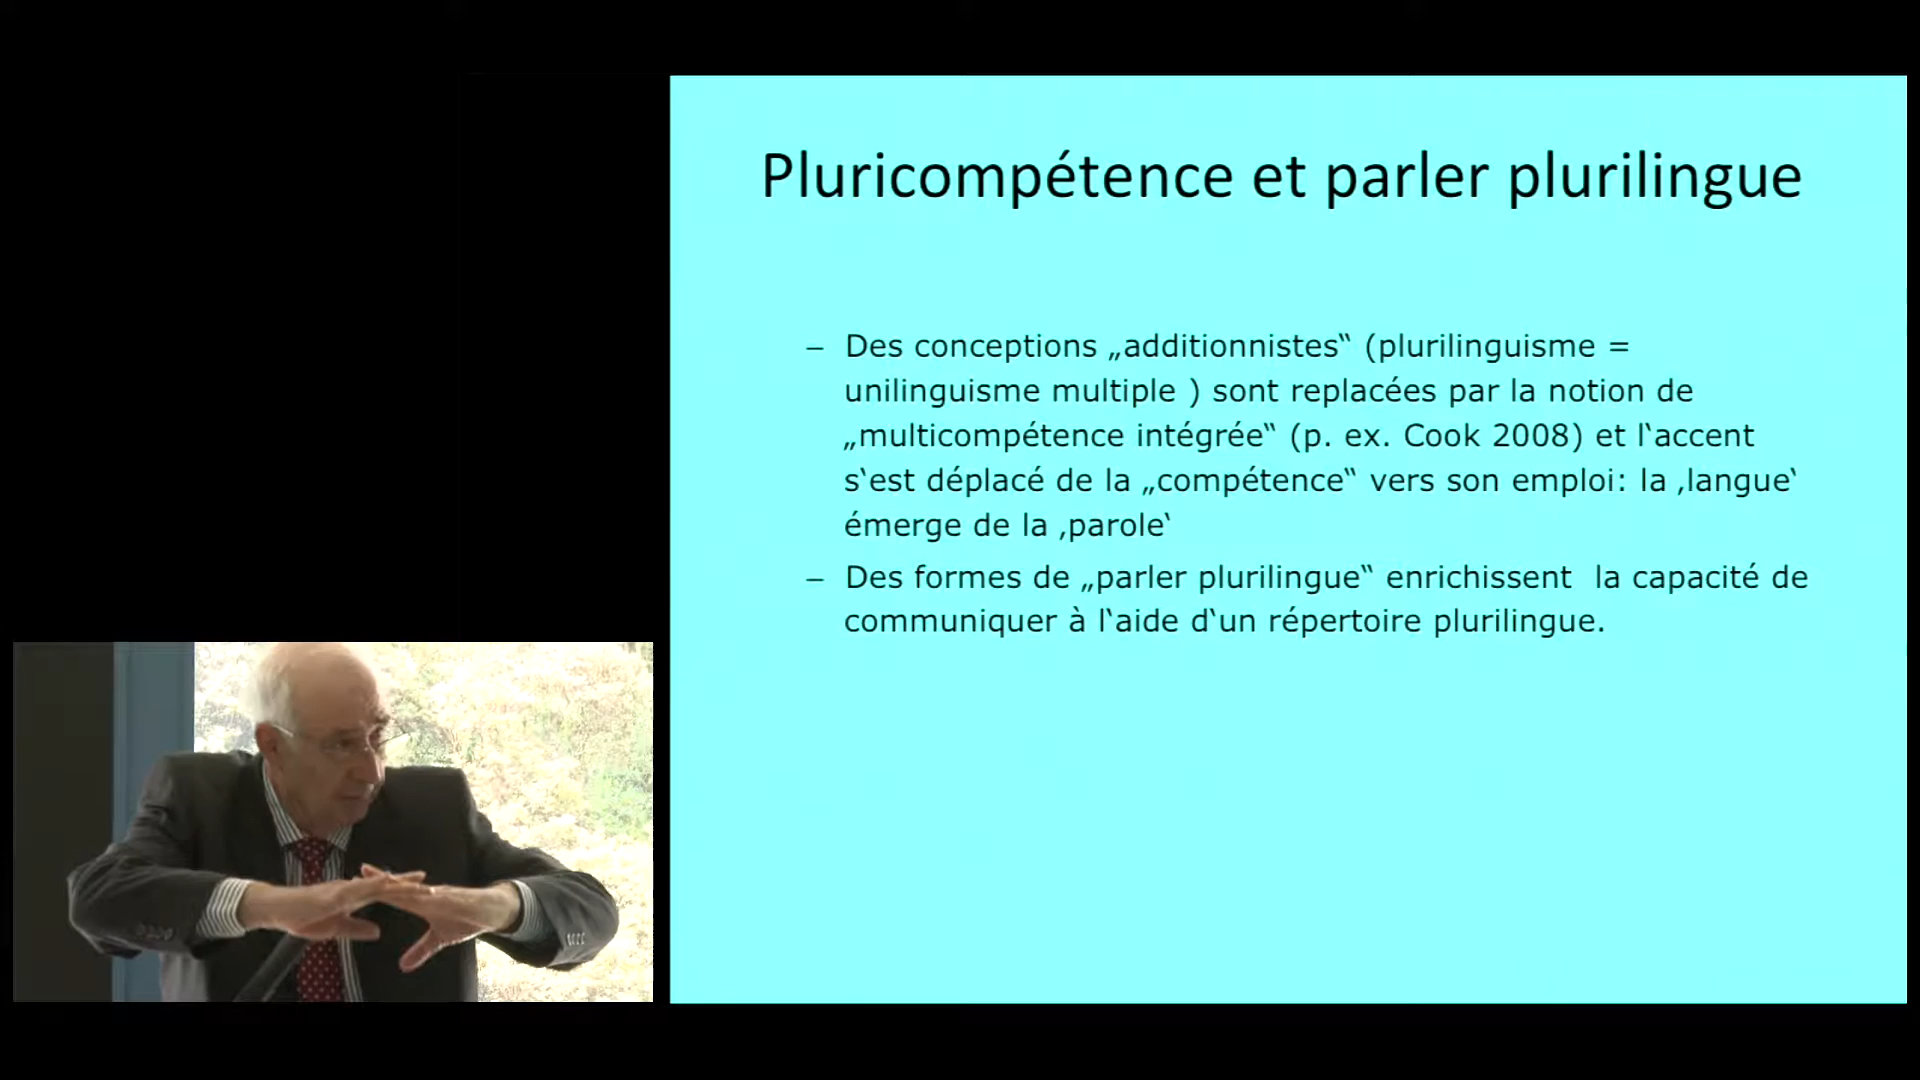 Pluricompétence et parler plurilingue
– Des conceptions „additionnistes“ (plurilinguisme =
unilinguisme multiple ) sont replacées par la notion de
„multicompétence intégrée“ (p. ex. Cook 2008) et l‘accent
s‘est déplacé de la „compétence“ vers son emploi: la ‚langue‘
émerge de la ‚parole‘
– Des formes de „parler plurilingue“ enrichissent  la capacité de
communiquer à l‘aide d‘un répertoire plurilingue.